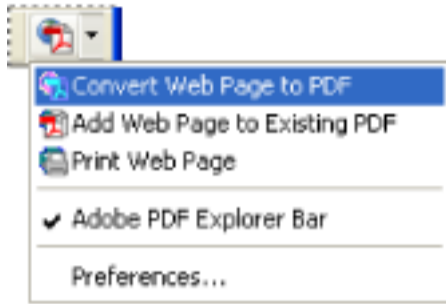 Convert Web Page to PDF
Add Web Page to Existing PDF
Print Web Page
Adobe PDF Explorer Bar
Preferences...